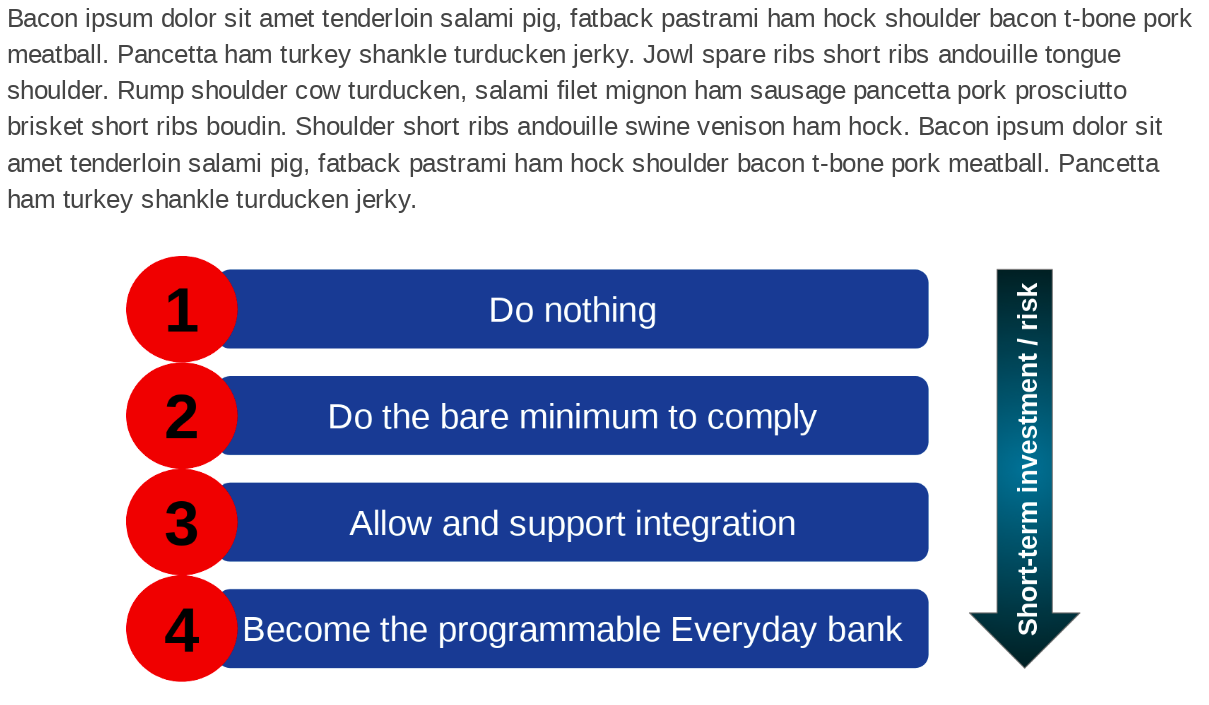 Bacon ipsum dolor sit amet tenderloin salami pig, fatback pastrami ham hock shoulder bacon t-bone pork
meatball. Pancetta ham turkey shankle turducken jerky. Jowl spare ribs short ribs andouille tongue
shoulder. Rump shoulder cow turducken, salami filet mignon ham sausage pancetta pork prosciutto
brisket short ribs boudin. Shoulder short ribs andouille swine venison ham hock. Bacon ipsum dolor sit
amet tenderloin salami pig, fatback pastrami ham hock shoulder bacon t-bone pork meatball. Pancetta
ham turkey shankle turducken jerky.
1 Do nothing
2 Do the bare minimum to comply
3 Allow and support integration
4 Become the programmable Everyday bank
Short-term investment / risk